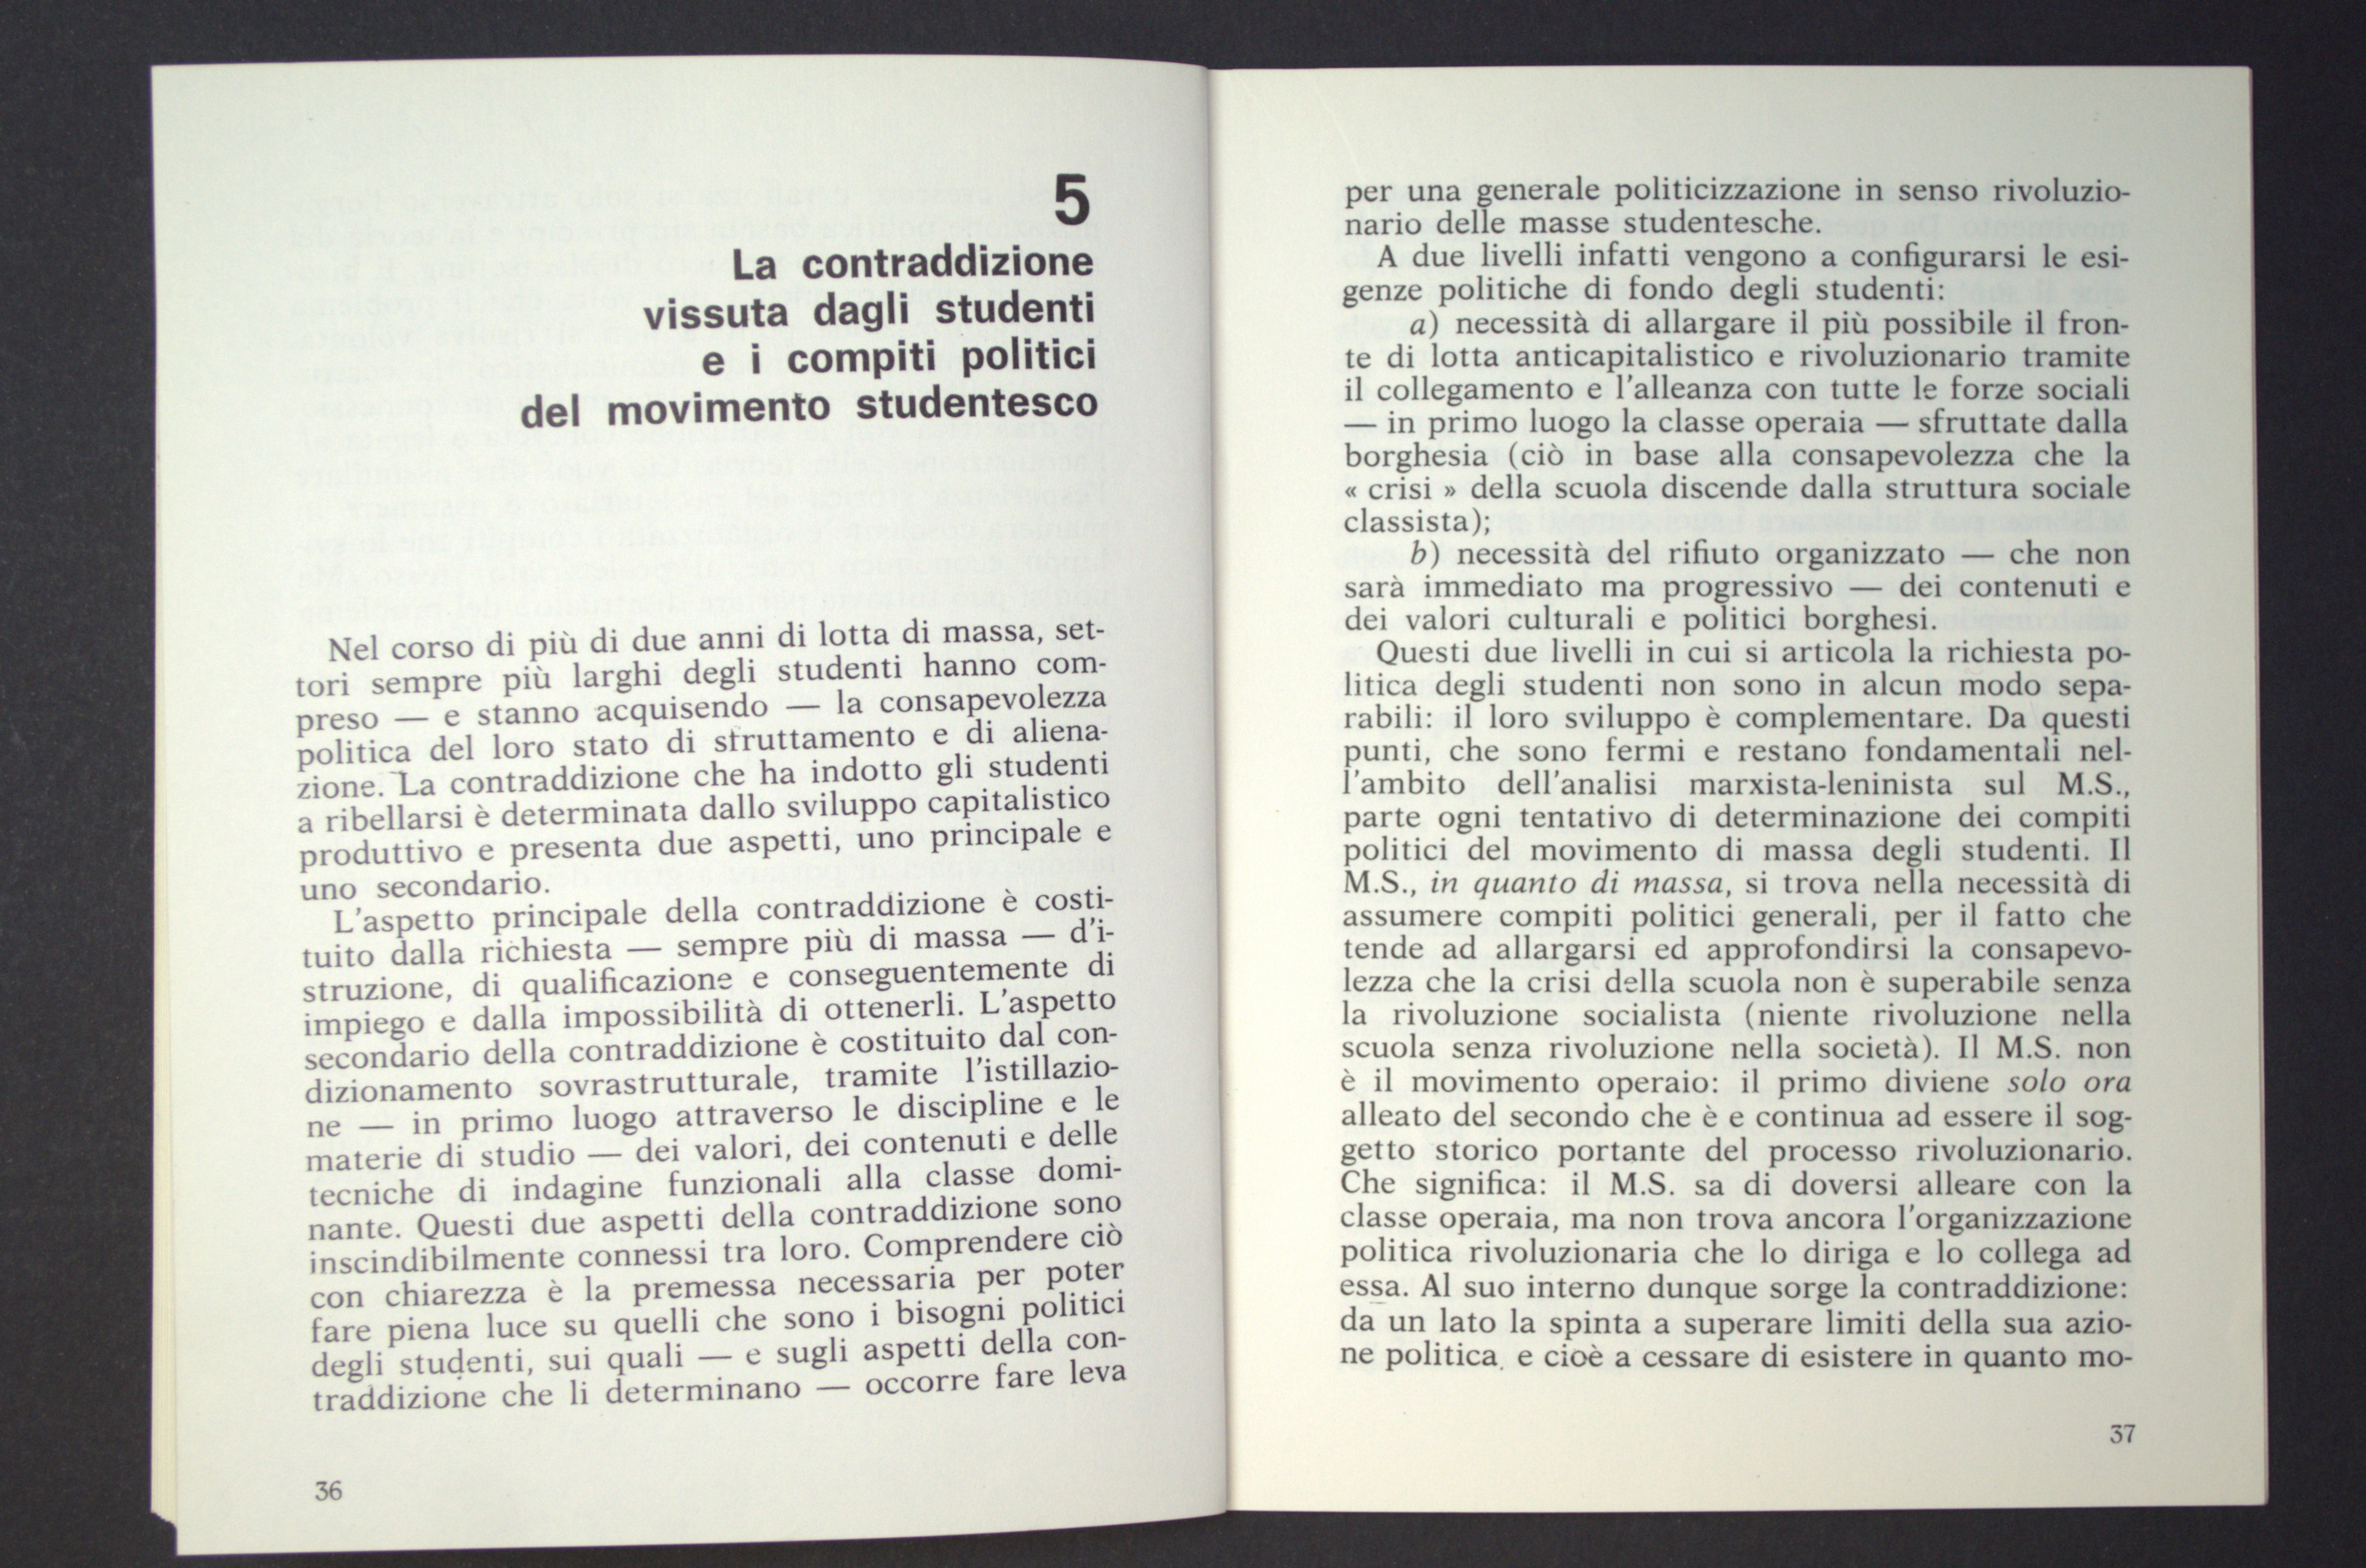 5
La contraddizione
vissuta dagli studenti
e i compiti politici
del movimento studentesco
Nel corso di più di due anni di lotta di massa, set-
tori sempre più larghi degli studenti hanno com-
preso — e stanno acquisendo — la consapevolezza
politica del loro stato di sfruttamento e di aliena-
zione. La contraddizione che ha indotto gli studenti
a ribellarsi è determinata dallo sviluppo capitalistico
produttivo e presenta due aspetti, uno principale e
uno secondario.
L'aspetto principale della contraddizione è costi-
tuito dalla richiesta — sempre più di massa — d'i-
struzione, di qualificazione e conseguentemente di
impiego e dalla impossibilità di ottenerli. L'aspetto
secondario della contraddizione è costituito dal con-
dizionamento sovrastrutturale, tramite l'istillazio-
ne — in primo luogo attraverso le discipline e le
materie di studio — dei valori, dei contenuti e delle
tecniche di indagine funzionali alla classe domi-
nante. Questi due aspetti della contraddizione sono
inscindibilmente connessi tra loro. Comprendere ciò
con chiarezza è la premessa necessaria per poter
fare piena luce su quelli che sono i bisogni politici
degli studenti, sui quali — e sugli aspetti della con-
traddizione che li determinano — occorre fare leva
36
per una generale politicizzazione in senso rivoluzio-
nario delle masse studentesche.
A due livelli infatti vengono a configurarsi le esi-
genze politiche di fondo degli studenti:
a) necessità di allargare il più possibile il fron-
te di lotta anticapitalistico e rivoluzionario tramite
il collegamento e l'alleanza con tutte le forze sociali
— in primo luogo la classe operaia — sfruttate dalla
borghesia (ciò in base alla consapevolezza che la
« crisi » della scuola discende dalla struttura sociale
classista);
b) necessità del rifiuto organizzato — che non
sarà immediato ma progressivo — dei contenuti e
dei valori culturali e politici borghesi.
Questi due livelli in cui si articola la richiesta po-
litica degli studenti non sono in alcun modo sepa-
rabili: il loro sviluppo è complementare. Da questi
punti, che sono fermi e restano fondamentali nel-
l'ambito dell'analisi marxista-leninista sul M.S.,
parte ogni tentativo di determinazione dei compiti
politici del movimento di massa degli studenti. Il
M.S., in quanto di massa, si trova nella necessità di
assumere compiti politici generali, per il fatto che
tende ad allargarsi ed approfondirsi la consapevo-
lezza che la crisi della scuola non è superabile senza
la rivoluzione socialista (niente rivoluzione nella
scuola senza rivoluzione nella società). Il M.S. non
è il movimento operaio: il primo diviene solo ora
alleato del secondo che è e continua ad essere il sog-
getto storico portante del processo rivoluzionario.
Che significa: il M.S. sa di doversi alleare con la
classe operaia, ma non trova ancora l'organizzazione
politica rivoluzionaria che lo diriga e lo collega ad
essa. Al suo interno dunque sorge la contraddizione:
da un lato la spinta a superare limiti della sua azio-
ne politica, e cioè a cessare di esistere in quanto mo-
37